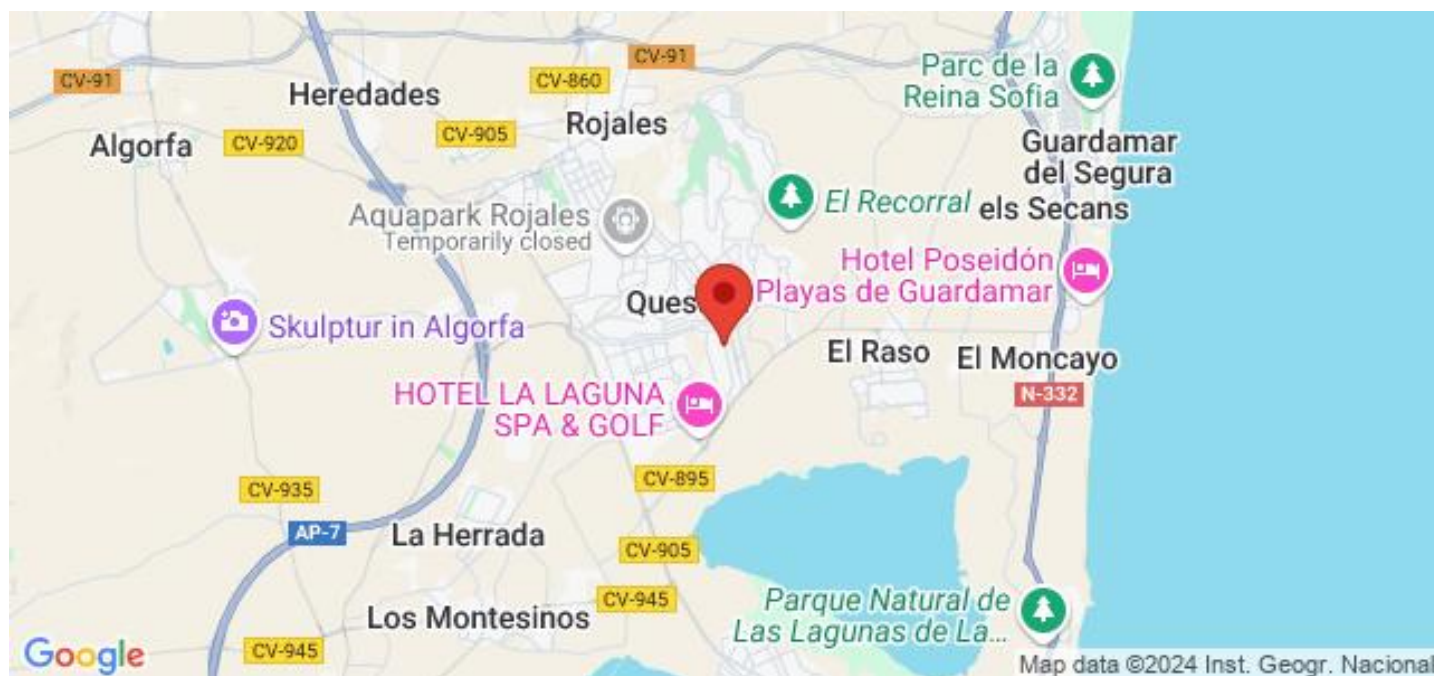 CV-91
CV-91
CV-860
Parc de la
Reina Sofia
Heredades
CV-905
Rojales
Algorfa
CV-920
Guardamar
del Segura
El Recorral
els Secans
Aquapark Rojales
Temporarily closed
Hotel Poseidón
Playas de Guardamar
Skulptur in Algorfa
El Raso
El Moncayo
HOTEL LA LAGUNA
SPA & GOLF
N-332
CV-895
CV-935
AP-7
La Herrada
CV-905
Los Montesinos
CV-945
Parque Natural de
Las Lagunas de La...
CV-945
Google
Map data ©2024 Inst. Geogr. Nacional